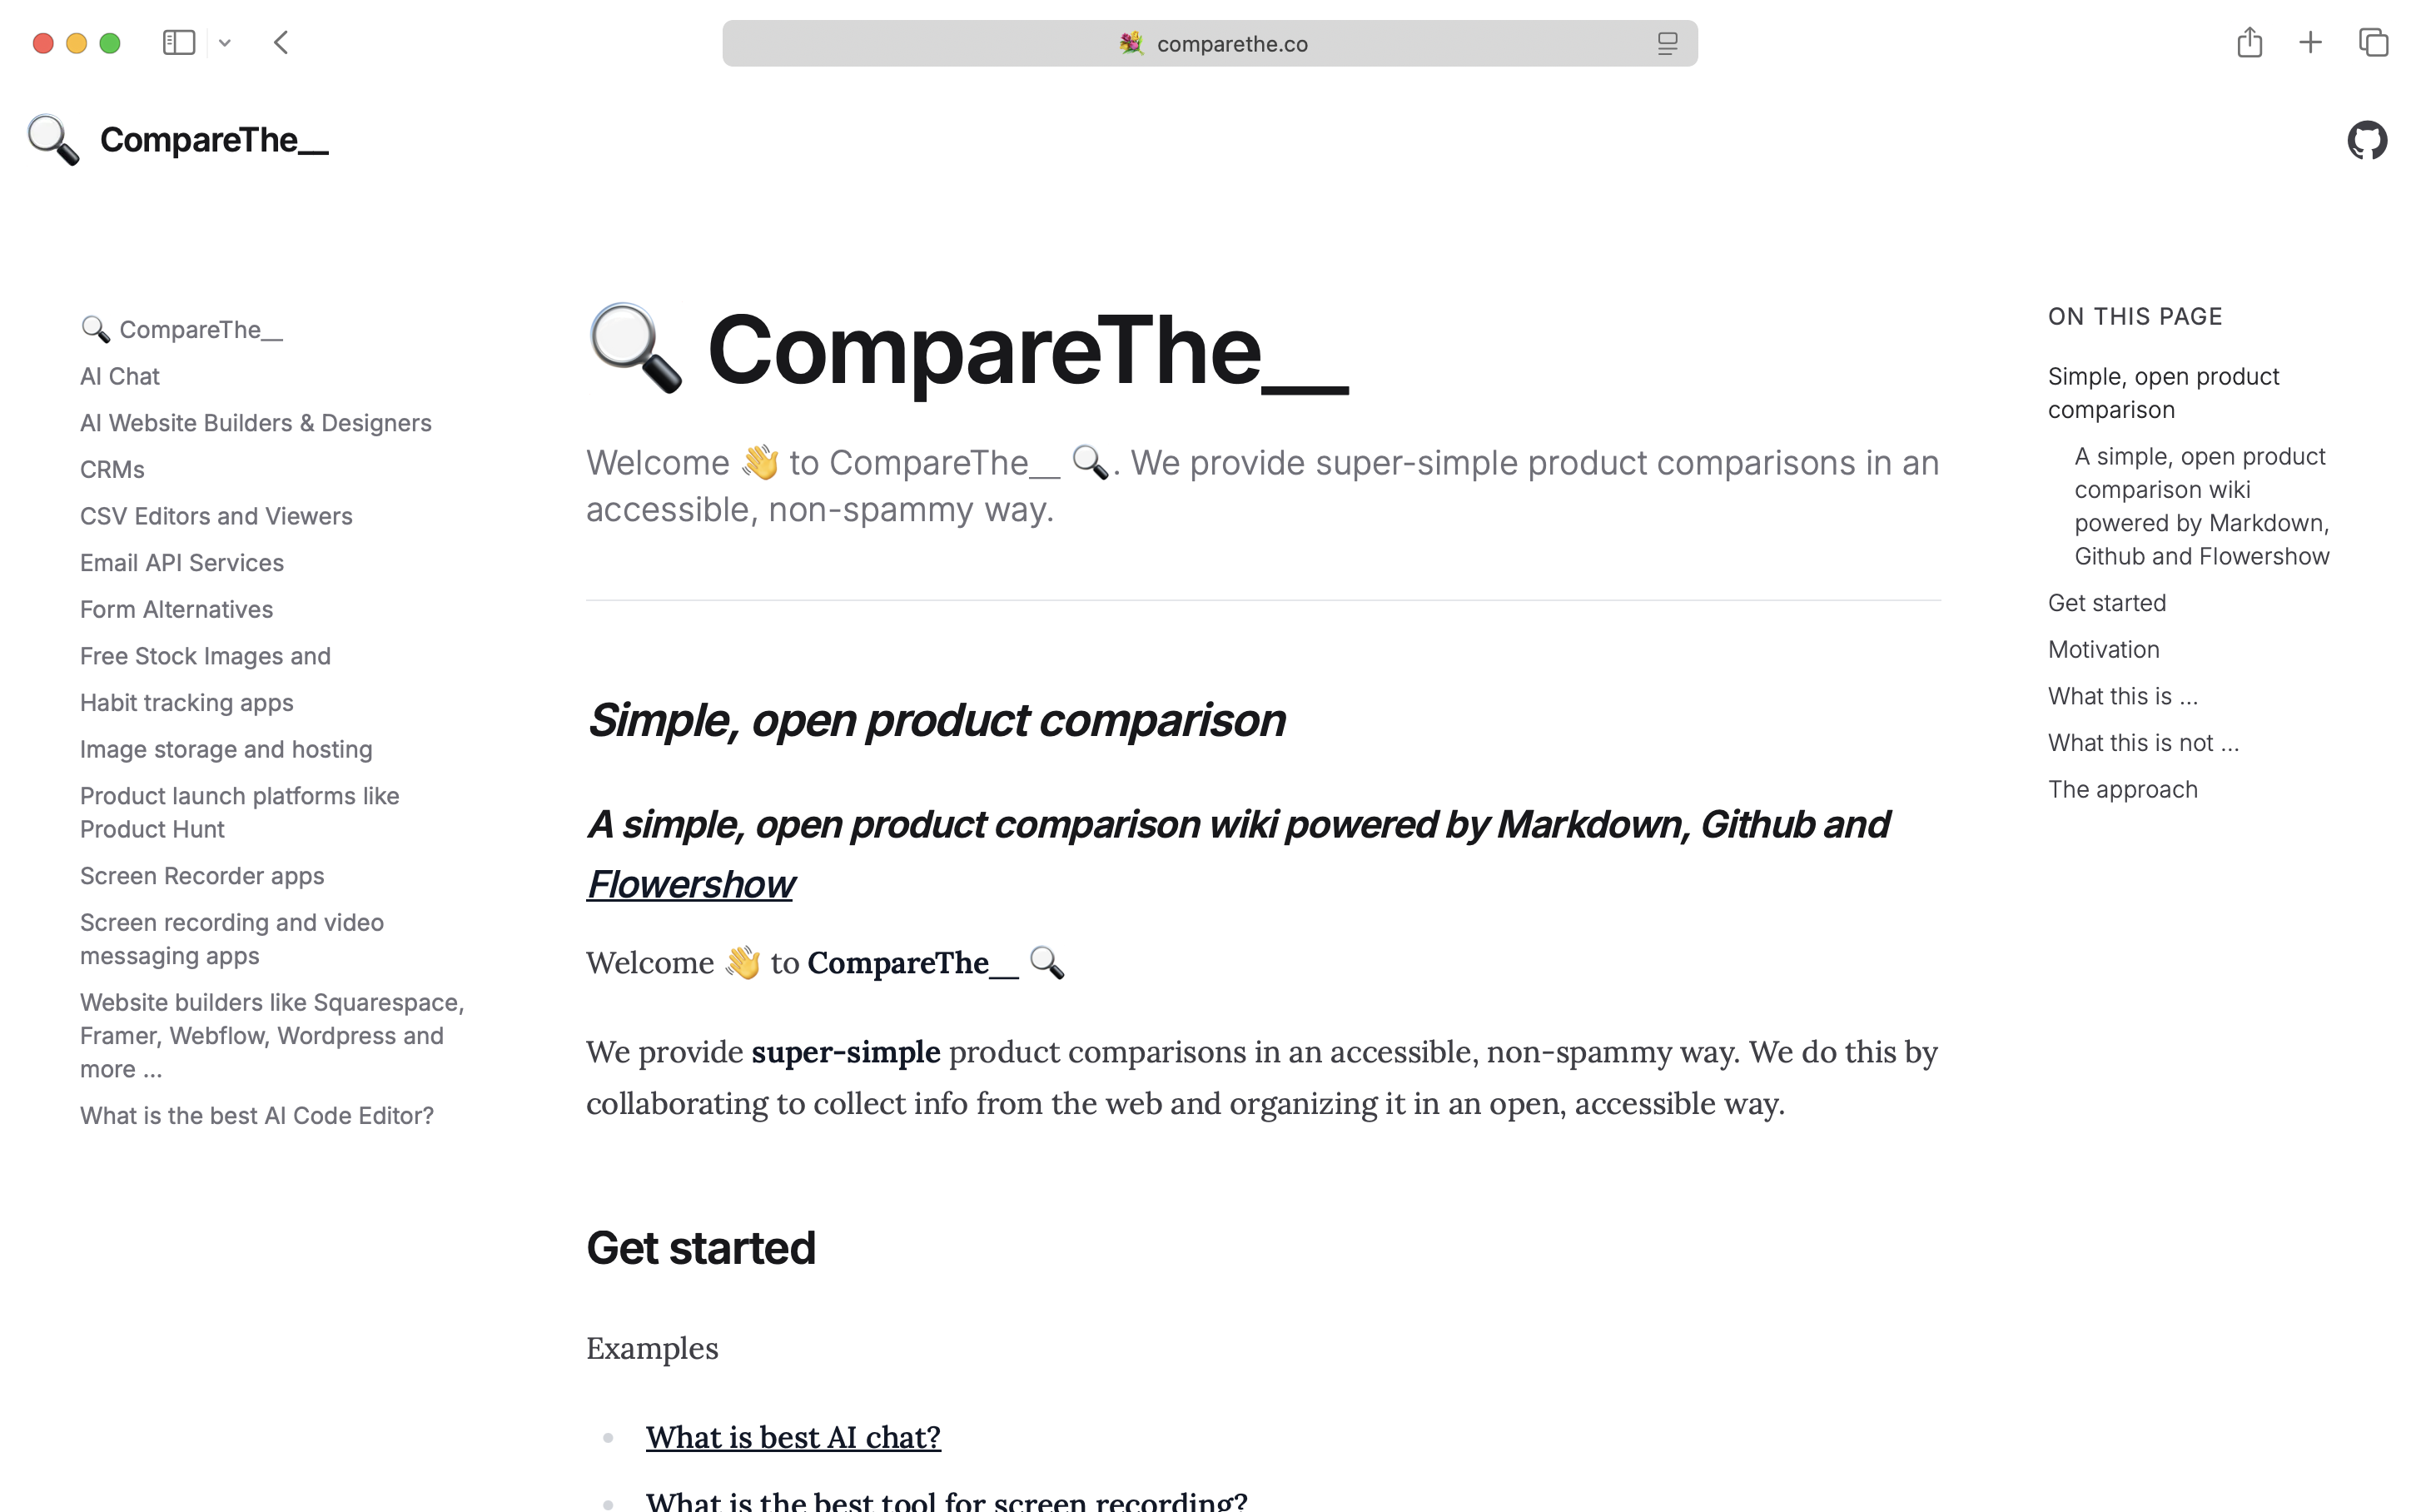 comparethe.co
CompareThe__
CompareThe__
AI Chat
AI Website Builders & Designers
CRMs
CSV Editors and Viewers
Email API Services
Form Alternatives
Free Stock Images and
Habit tracking apps
Image storage and hosting
Product launch platforms like
Product Hunt
Screen Recorder apps
Screen recording and video
messaging apps
Website builders like Squarespace,
Framer, Webflow, Wordpress and
more ...
What is the best AI Code Editor?
🔍 CompareThe__
Welcome 👋 to CompareThe__ 🔍. We provide super-simple product comparisons in an
accessible, non-spammy way.
Simple, open product comparison
A simple, open product comparison wiki powered by Markdown, Github and
Flowershow
Welcome 👋 to CompareThe__ 🔍
We provide super-simple product comparisons in an accessible, non-spammy way. We do this by
collaborating to collect info from the web and organizing it in an open, accessible way.
Get started
Examples
What is best AI chat?
What is the best tool for screen recording?
ON THIS PAGE
Simple, open product
comparison
A simple, open product
comparison wiki
powered by Markdown,
Github and Flowershow
Get started
Motivation
What this is ...
What this is not ...
The approach